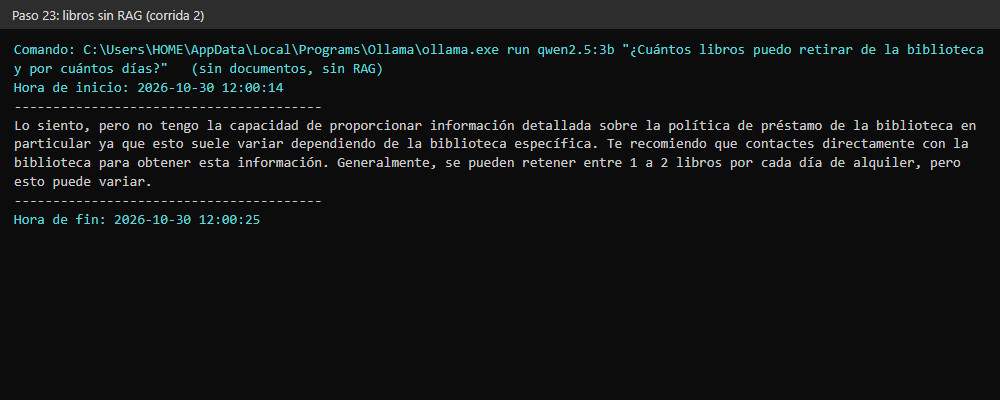 Paso 23: libros sin RAG (corrida 2)
Comando: C:\Users\HOME\AppData\Local\Programs\Ollama\ollama.exe run qwen2.5:3b "¿Cuántos libros puedo retirar de la biblioteca
y por cuántos días?"   (sin documentos, sin RAG)
Hora de inicio: 2026-10-30 12:00:14
----------------------------------------
Lo siento, pero no tengo la capacidad de proporcionar información detallada sobre la política de préstamo de la biblioteca en
particular ya que esto suele variar dependiendo de la biblioteca específica. Te recomiendo que contactes directamente con la
biblioteca para obtener esta información. Generalmente, se pueden retener entre 1 a 2 libros por cada día de alquiler, pero
esto puede variar.
----------------------------------------
Hora de fin: 2026-10-30 12:00:25